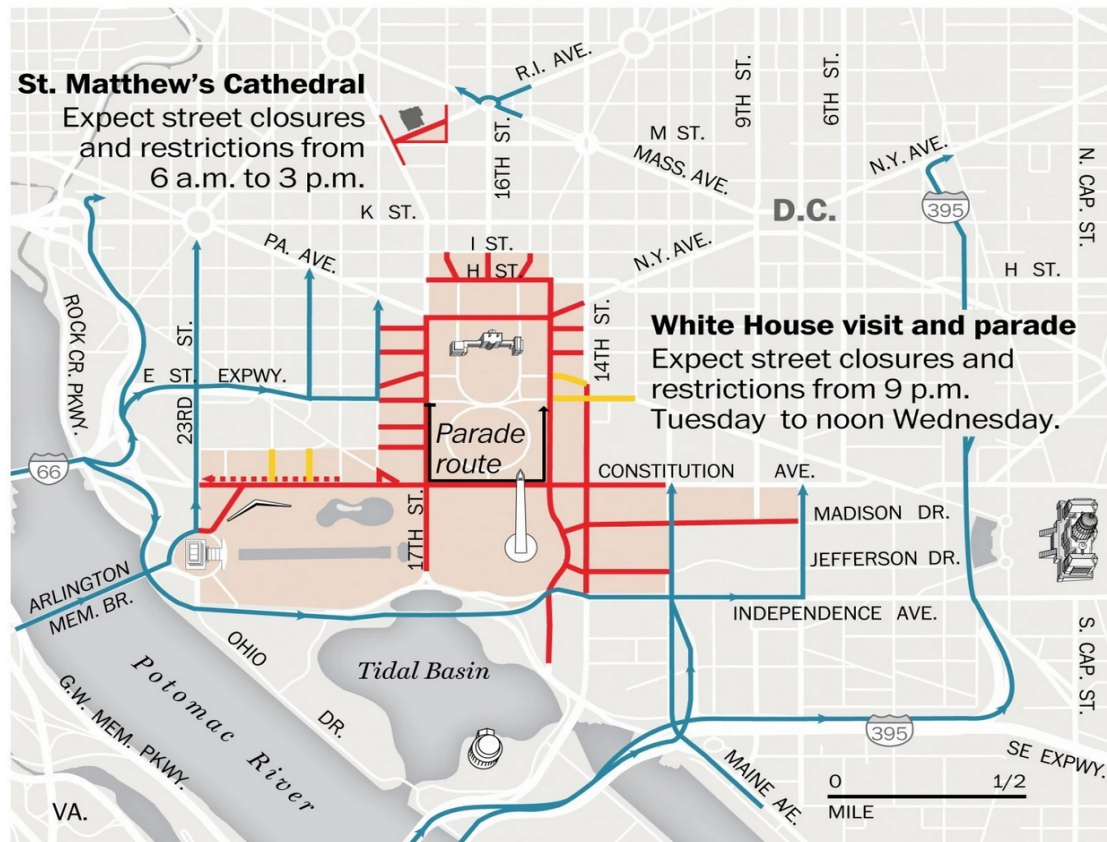 St. Matthew's Cathedral
Expect street closures
and restrictions from
6 a.m. to 3 p.m.
R.I. AVE.
16TH ST.
M ST.
MASS. AVE.
9TH ST.
6TH ST.
N.Y. AVE.
395
N. CAP. ST.
D.C.
K ST.
PA. AVE.
I ST.
H ST.
N.Y. AVE.
H ST.
14TH ST.
White House visit and parade
Expect street closures and
restrictions from 9 p.m.
Tuesday to noon Wednesday.
ROCK CR. PKWY.
E ST. EXPWY.
23RD ST.
66
Parade
route
CONSTITUTION AVE.
17TH ST.
MADISON DR.
JEFFERSON DR.
INDEPENDENCE AVE.
ARLINGTON
MEM. BR.
OHIO DR.
Tidal Basin
Potomac River
G.W. MEM. PKWY.
S. CAP. ST.
395
SE EXPWY.
MAINE AVE.
VA.
0 1/2
MILE